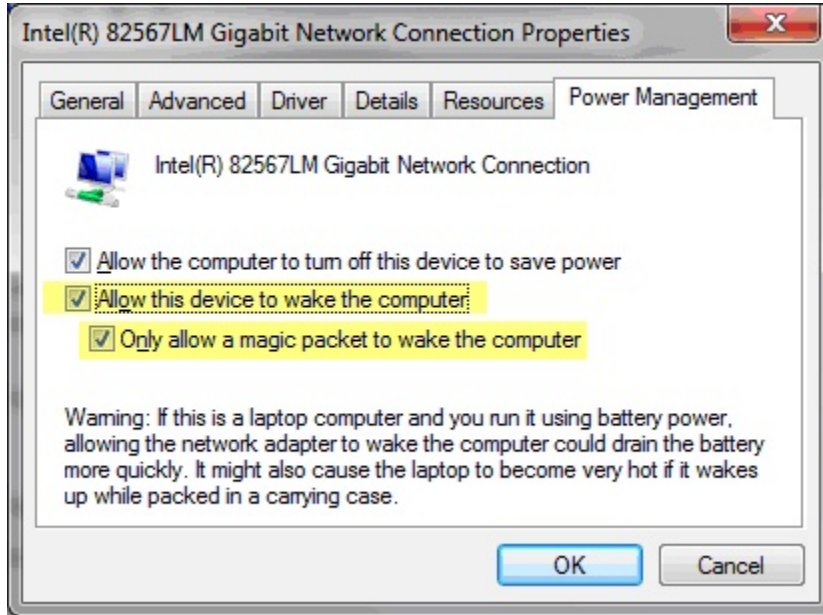 Intel(R) 82567LM Gigabit Network Connection Properties
General Advanced Driver Details Resources Power Management
Intel(R) 82567LM Gigabit Network Connection
Allow the computer to turn off this device to save power
Allow this device to wake the computer
Only allow a magic packet to wake the computer
Warning: If this is a laptop computer and you run it using battery power,
allowing the network adapter to wake the computer could drain the battery
more quickly. It might also cause the laptop to become very hot if it wakes
up while packed in a carrying case.
OK Cancel